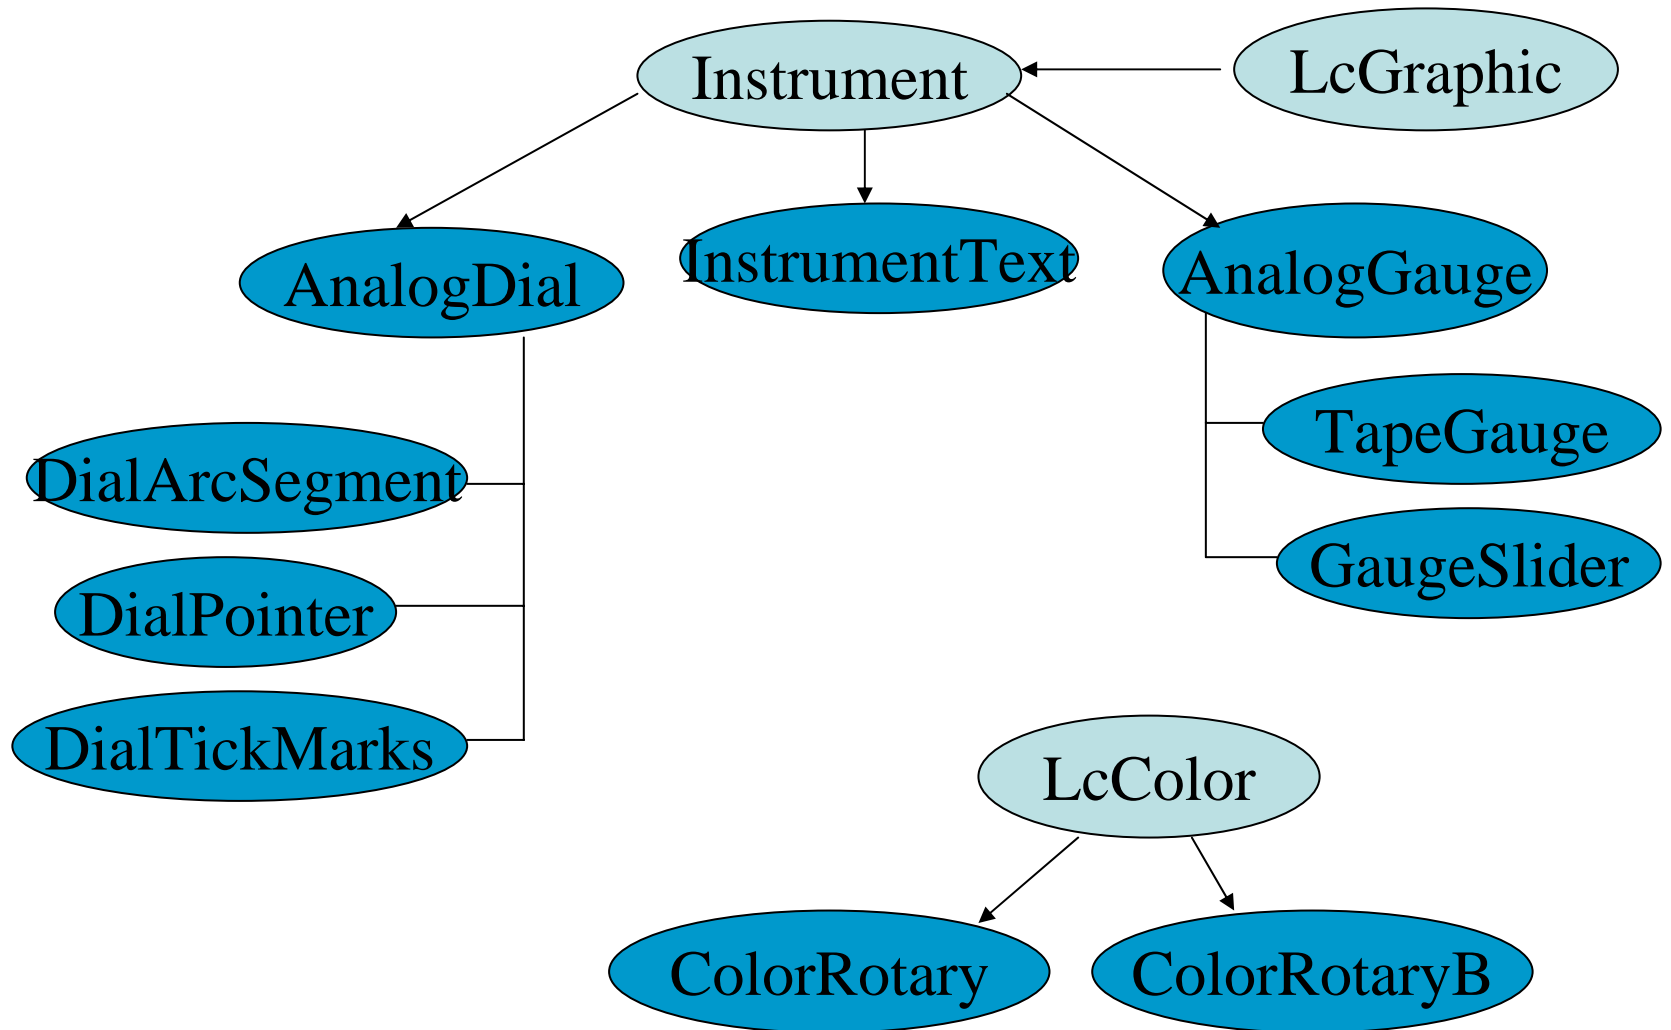 Instrument
LcGraphic
AnalogDial
InstrumentText
AnalogGauge
DialArcSegment
TapeGauge
DialPointer
GaugeSlider
DialTickMarks
LcColor
ColorRotary
ColorRotaryB